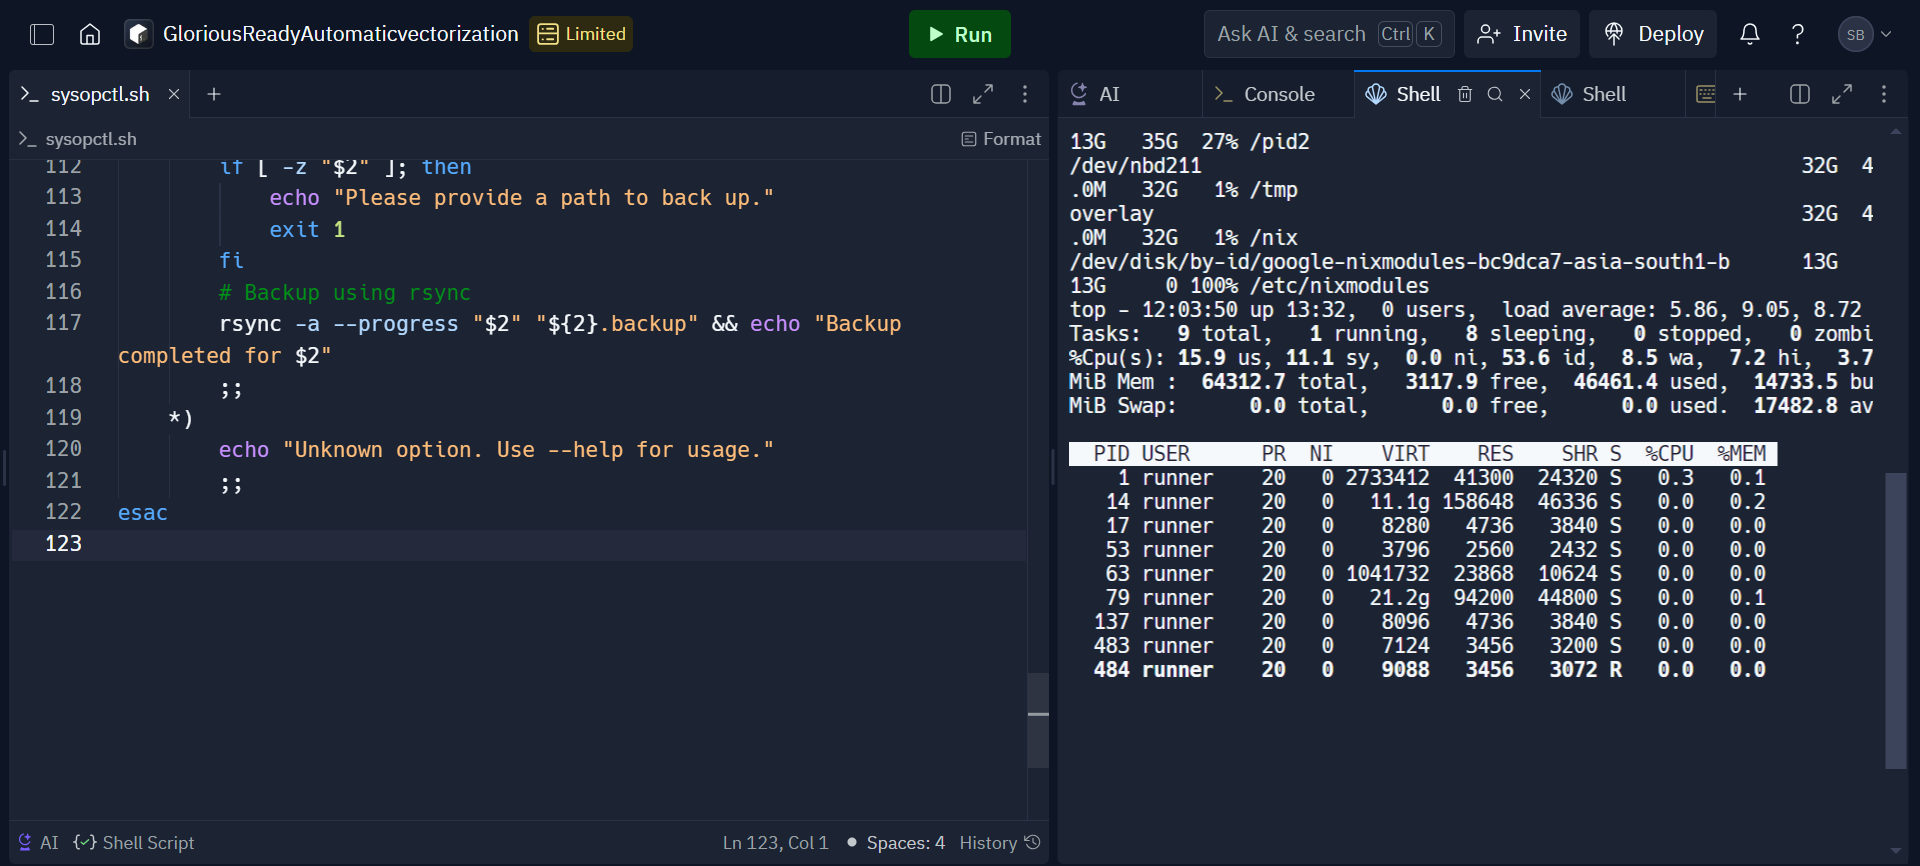 GloriousReadyAutomaticvectorization Limited Run Ask AI & search Ctrl K Invite Deploy ? SB
sysopctl.sh
sysopctl.sh Format
112 if [ -z "$2" ]; then
113 echo "Please provide a path to back up."
114 exit 1
115 fi
116 # Backup using rsync
117 rsync -a --progress "$2" "${2}.backup" && echo "Backup
completed for $2"
118 ;;
119 *)
120 echo "Unknown option. Use --help for usage."
121 ;;
122 esac
123
AI Shell Script Ln 123, Col 1 Spaces: 4 History
AI Console Shell Shell
13G 35G 27% /pid2
/dev/nbd211 32G 4
.0M 32G 1% /tmp
overlay 32G 4
.0M 32G 1% /nix
/dev/disk/by-id/google-nixmodules-bc9dca7-asia-south1-b 13G
13G 0 100% /etc/nixmodules
top - 12:03:50 up 13:32, 0 users, load average: 5.86, 9.05, 8.72
Tasks: 9 total, 1 running, 8 sleeping, 0 stopped, 0 zombi
%Cpu(s): 15.9 us, 11.1 sy, 0.0 ni, 53.6 id, 8.5 wa, 7.2 hi, 3.7
MiB Mem : 64312.7 total, 3117.9 free, 46461.4 used, 14733.5 bu
MiB Swap: 0.0 total, 0.0 free, 0.0 used. 17482.8 av
PID USER PR NI VIRT RES SHR S %CPU %MEM
1 runner 20 0 2733412 41300 24320 S 0.3 0.1
14 runner 20 0 11.1g 158648 46336 S 0.0 0.2
17 runner 20 0 8280 4736 3840 S 0.0 0.0
53 runner 20 0 3796 2560 2432 S 0.0 0.0
63 runner 20 0 1041732 23868 10624 S 0.0 0.0
79 runner 20 0 21.2g 94200 44800 S 0.0 0.1
137 runner 20 0 8096 4736 3840 S 0.0 0.0
483 runner 20 0 7124 3456 3200 S 0.0 0.0
484 runner 20 0 9088 3456 3072 R 0.0 0.0